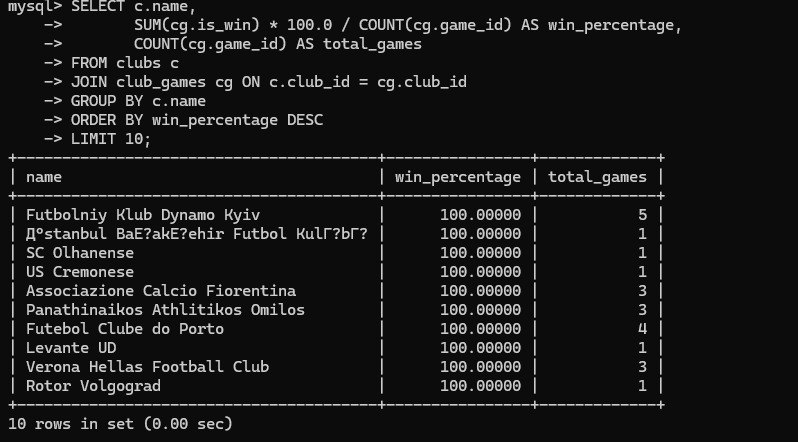 mysql> SELECT c.name,
    -> SUM(cg.is_win) * 100.0 / COUNT(cg.game_id) AS win_percentage,
    -> COUNT(cg.game_id) AS total_games
    -> FROM clubs c
    -> JOIN club_games cg ON c.club_id = cg.club_id
    -> GROUP BY c.name
    -> ORDER BY win_percentage DESC
    -> LIMIT 10;
| name | win_percentage | total_games |
| Futbolniy Klub Dynamo Kyiv | 100.00000 | 5 |
| Д°stanbul BaЕ?akЕ?ehir Futbol KulГ?bГ? | 100.00000 | 1 |
| SC Olhanense | 100.00000 | 1 |
| US Cremonese | 100.00000 | 1 |
| Associazione Calcio Fiorentina | 100.00000 | 3 |
| Panathinaikos Athlitikos Omilos | 100.00000 | 3 |
| Futebol Clube do Porto | 100.00000 | 4 |
| Levante UD | 100.00000 | 1 |
| Verona Hellas Football Club | 100.00000 | 3 |
| Rotor Volgograd | 100.00000 | 1 |
10 rows in set (0.00 sec)